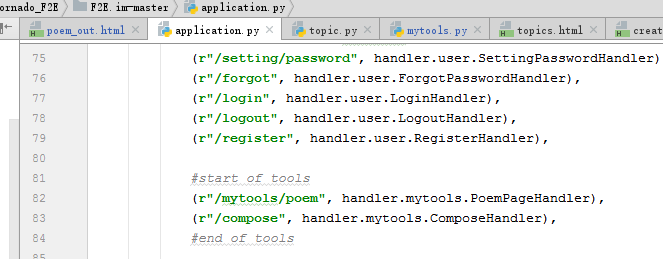 ornado_F2E F2E.im-master application.py
poem_out.html application.py topic.py mytools.py topics.html creat
75 (r"/setting/password", handler.user.SettingPasswordHandler)
76 (r"/forgot", handler.user.ForgotPasswordHandler),
77 (r"/login", handler.user.LoginHandler),
78 (r"/logout", handler.user.LogoutHandler),
79 (r"/register", handler.user.RegisterHandler),
80
81 #start of tools
82 (r"/mytools/poem", handler.mytools.PoemPageHandler),
83 (r"/compose", handler.mytools.ComposeHandler),
84 #end of tools
85